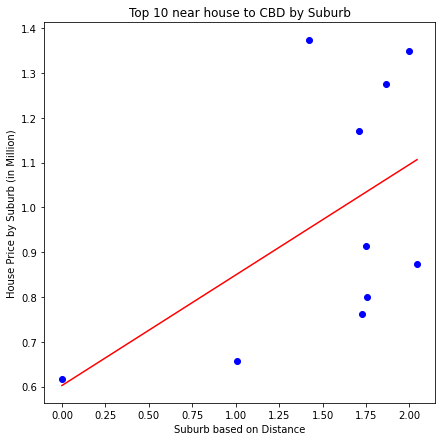 Top 10 near house to CBD by Suburb
House Price by Suburb (in Million)
1.4
1.3
1.2
1.1
1.0
0.9
0.8
0.7
0.6
0.00 0.25 0.50 0.75 1.00 1.25 1.50 1.75 2.00
Suburb based on Distance